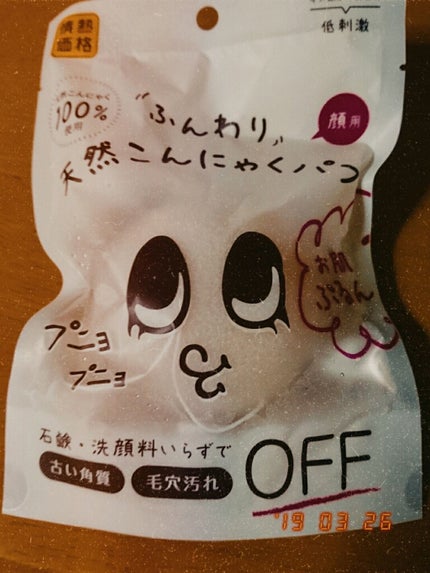 情熱
価格
低刺激
天然こんにゃく
100%
使用
顔用
"ふんわり"
天然こんにゃくパフ
お肌
ぷるん
プニョ
プニョ
石鹸・洗顔料いらずで
古い角質
毛穴汚れ
OFF
'19 03 26